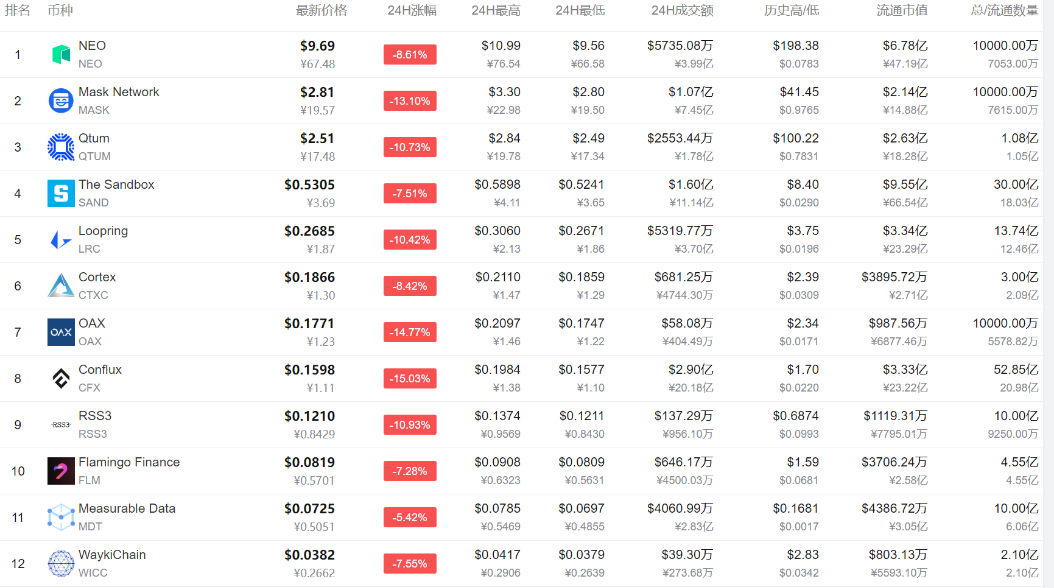 排名 币种 最新价格 24H涨幅 24H最高 24H最低 24H成交额 历史高/低 流通市值 总/流通数量
1 NEO $9.69 -8.61% $10.99 $9.56 $5735.08万 $198.38 $6.78亿 10000.00万
NEO ¥67.48 ¥76.54 ¥66.58 ¥3.99亿 $0.0783 ¥47.19亿 7053.00万
2 Mask Network $2.81 -13.10% $3.30 $2.80 $1.07亿 $41.45 $2.14亿 10000.00万
MASK ¥19.57 ¥22.98 ¥19.50 ¥7.45亿 $0.9765 ¥14.88亿 7615.00万
3 Qtum $2.51 -10.73% $2.84 $2.49 $2553.44万 $100.22 $2.63亿 1.08亿
QTUM ¥17.48 ¥19.78 ¥17.34 ¥1.78亿 $0.7831 ¥18.28亿 1.05亿
4 The Sandbox $0.5305 -7.51% $0.5898 $0.5241 $1.60亿 $8.40 $9.55亿 30.00亿
SAND ¥3.69 ¥4.11 ¥3.65 ¥11.14亿 $0.0290 ¥66.54亿 18.03亿
5 Loopring $0.2685 -10.42% $0.3060 $0.2671 $5319.77万 $3.75 $3.34亿 13.74亿
LRC ¥1.87 ¥2.13 ¥1.86 ¥3.70亿 $0.0196 ¥23.29亿 12.46亿
6 Cortex $0.1866 -8.42% $0.2110 $0.1859 $681.25万 $2.39 $3895.72万 3.00亿
CTXC ¥1.30 ¥1.47 ¥1.29 ¥4744.30万 $0.0309 ¥2.71亿 2.09亿
7 OAX OAX $0.1771 -14.77% $0.2097 $0.1747 $58.08万 $2.34 $987.56万 10000.00万
OAX ¥1.23 ¥1.46 ¥1.22 ¥404.49万 $0.0171 ¥6877.46万 5578.82万
8 Conflux $0.1598 -15.03% $0.1984 $0.1577 $2.90亿 $1.70 $3.33亿 52.85亿
CFX ¥1.11 ¥1.38 ¥1.10 ¥20.18亿 $0.0220 ¥23.22亿 20.98亿
9 RSS3 RSS3 $0.1210 -10.93% $0.1374 $0.1211 $137.29万 $0.6874 $1119.31万 10.00亿
RSS3 ¥0.8429 ¥0.9569 ¥0.8430 ¥956.10万 $0.0993 ¥7795.01万 9250.00万
10 Flamingo Finance $0.0819 -7.28% $0.0908 $0.0809 $646.17万 $1.59 $3706.24万 4.55亿
FLM ¥0.5701 ¥0.6323 ¥0.5631 ¥4500.03万 $0.0681 ¥2.58亿 4.55亿
11 Measurable Data $0.0725 -5.42% $0.0785 $0.0697 $4060.99万 $0.1681 $4386.72万 10.00亿
MDT ¥0.5051 ¥0.5469 ¥0.4855 ¥2.83亿 $0.0017 ¥3.05亿 6.06亿
12 WaykiChain $0.0382 -7.55% $0.0417 $0.0379 $39.30万 $2.83 $803.13万 2.10亿
WICC ¥0.2662 ¥0.2906 ¥0.2639 ¥273.68万 $0.0342 ¥5593.10万 2.10亿